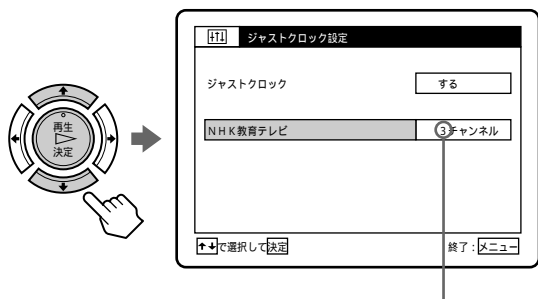 ジャストクロック設定
ジャストクロック する
NHK教育テレビ 3チャンネル
再生
決定
↑↓で選択して決定 終了:メニュー